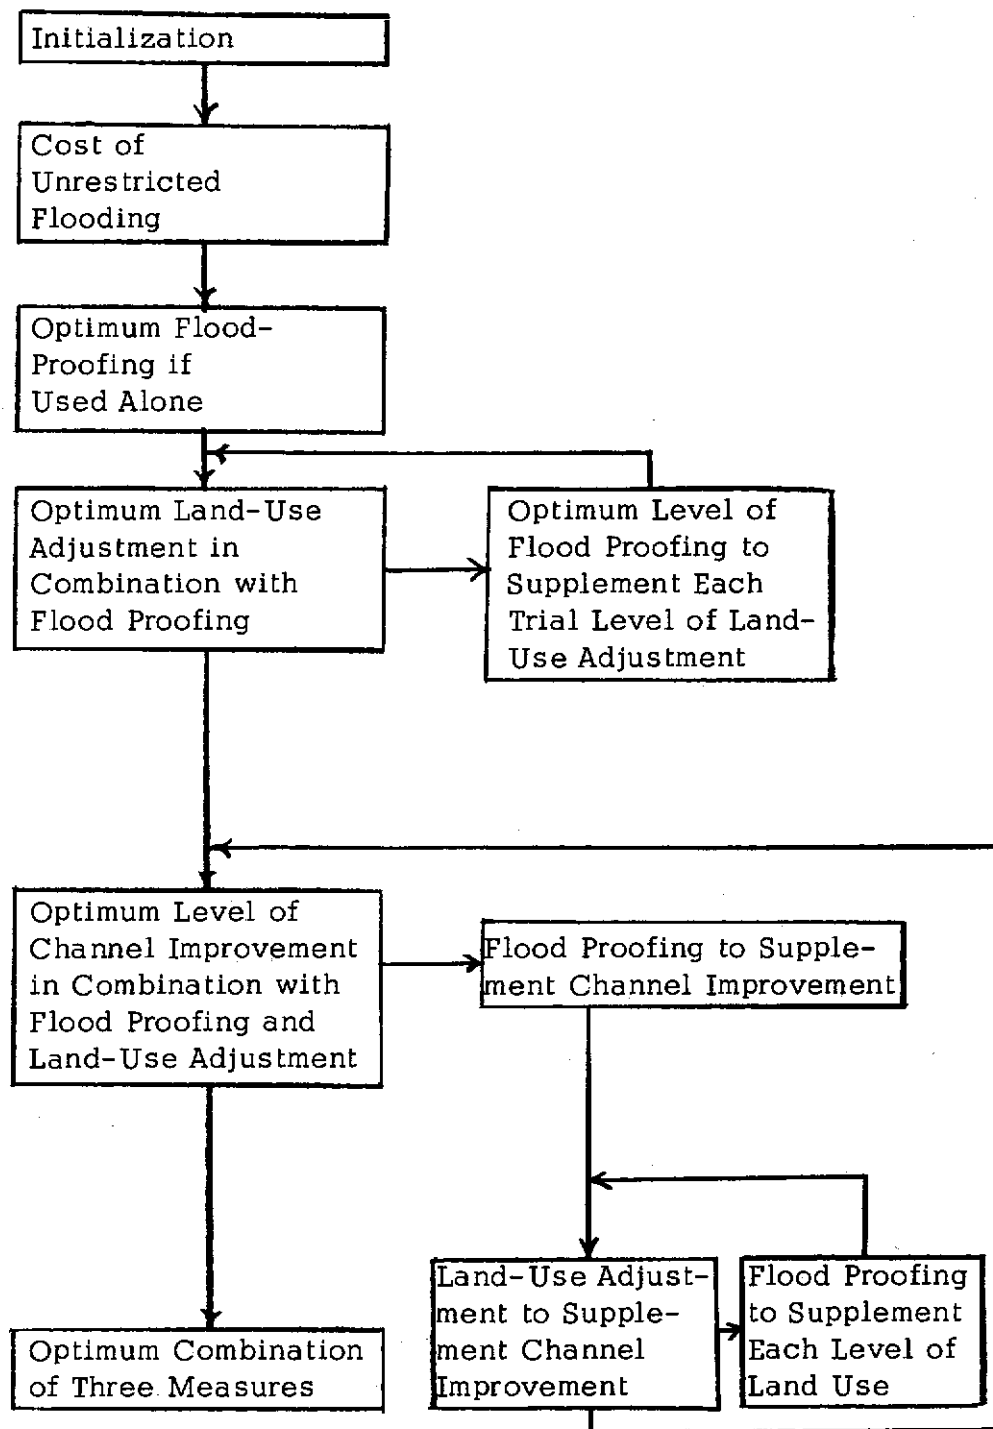 Initialization
Cost of
Unrestricted
Flooding
Optimum Flood-
Proofing if
Used Alone
Optimum Land-Use
Adjustment in
Combination with
Flood Proofing
Optimum Level of
Flood Proofing to
Supplement Each
Trial Level of Land-
Use Adjustment
Optimum Level of
Channel Improvement
in Combination with
Flood Proofing and
Land-Use Adjustment
Flood Proofing to Supple-
ment Channel Improvement
Land-Use Adjust-
ment to Supple-
ment Channel
Improvement
Flood Proofing
to Supplement
Each Level of
Land Use
Optimum Combination
of Three Measures